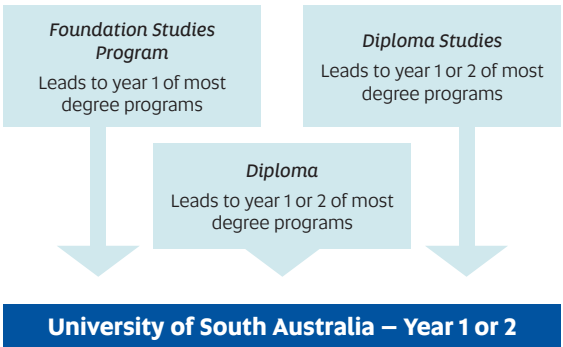 Foundation Studies
Program
Leads to year 1 of most
degree programs
Diploma Studies
Leads to year 1 or 2 of most
degree programs
Diploma
Leads to year 1 or 2 of most
degree programs
University of South Australia – Year 1 or 2